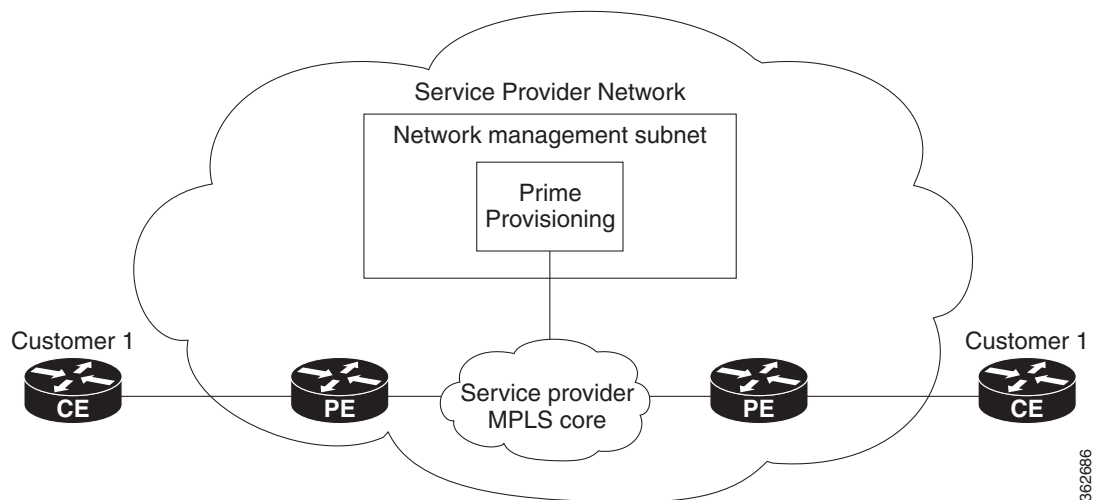 Service Provider Network
Network management subnet
Prime
Provisioning
Customer 1
Customer 1
CE
PE
Service provider
MPLS core
PE
CE
362686